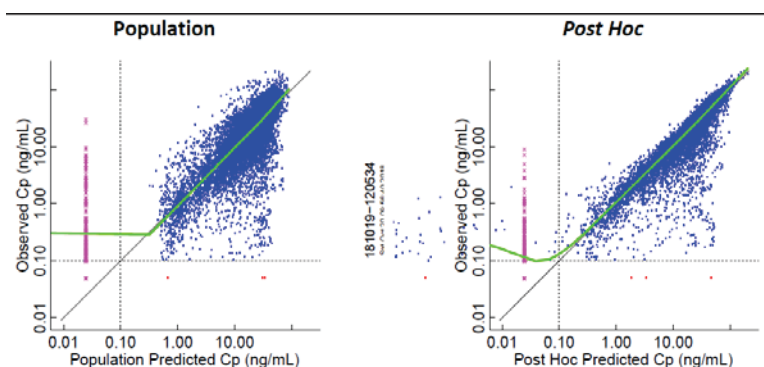 Population
Post Hoc
Observed Cp (ng/mL)
10.00
1.00
0.10
0.01
0.01 0.10 1.00 10.00
Population Predicted Cp (ng/mL)
181019-120534
Observed Cp (ng/mL)
10.00
1.00
0.10
0.01
0.01 0.10 1.00 10.00
Post Hoc Predicted Cp (ng/mL)